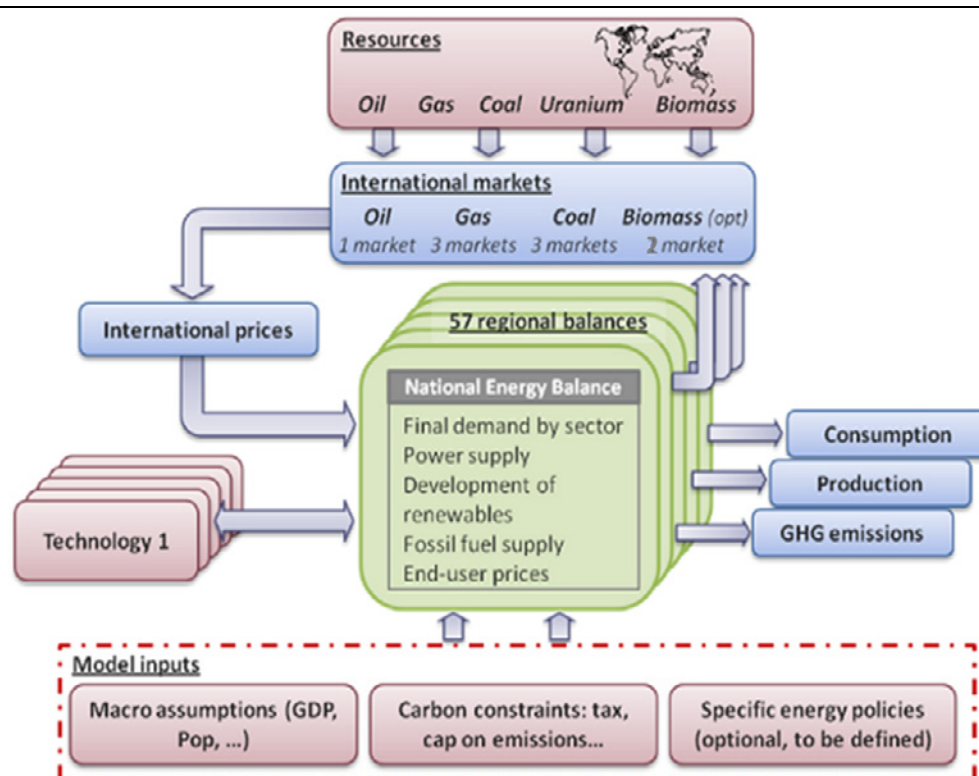 Resources
Oil Gas Coal Uranium Biomass
International markets
Oil Gas Coal Biomass (opt)
1 market 3 markets 3 markets market
International prices
57 regional balances
National Energy Balance
Final demand by sector
Power supply
Development of
renewables
Fossil fuel supply
End-user prices
Consumption
Production
GHG emissions
Technology 1
Model inputs
Macro assumptions (GDP,
Pop, ...)
Carbon constraints: tax,
cap on emissions...
Specific energy policies
(optional, to be defined)